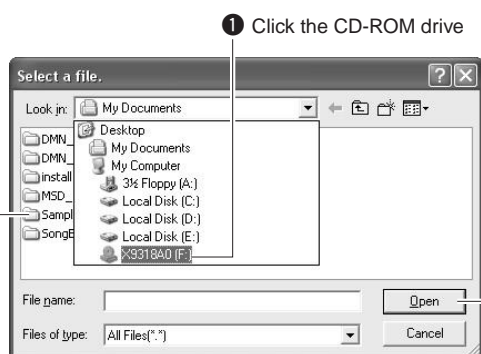 ❶ Click the CD-ROM drive
Select a file.
Look in: My Documents
Desktop
My Documents
My Computer
3½ Floppy (A:)
Local Disk (C:)
Local Disk (D:)
Local Disk (E:)
X9318A0 (F:)
DMN_
DMN_
install
MSD_
Sampl
SongE
File name:
Open
Files of type: All Files(*.*)
Cancel